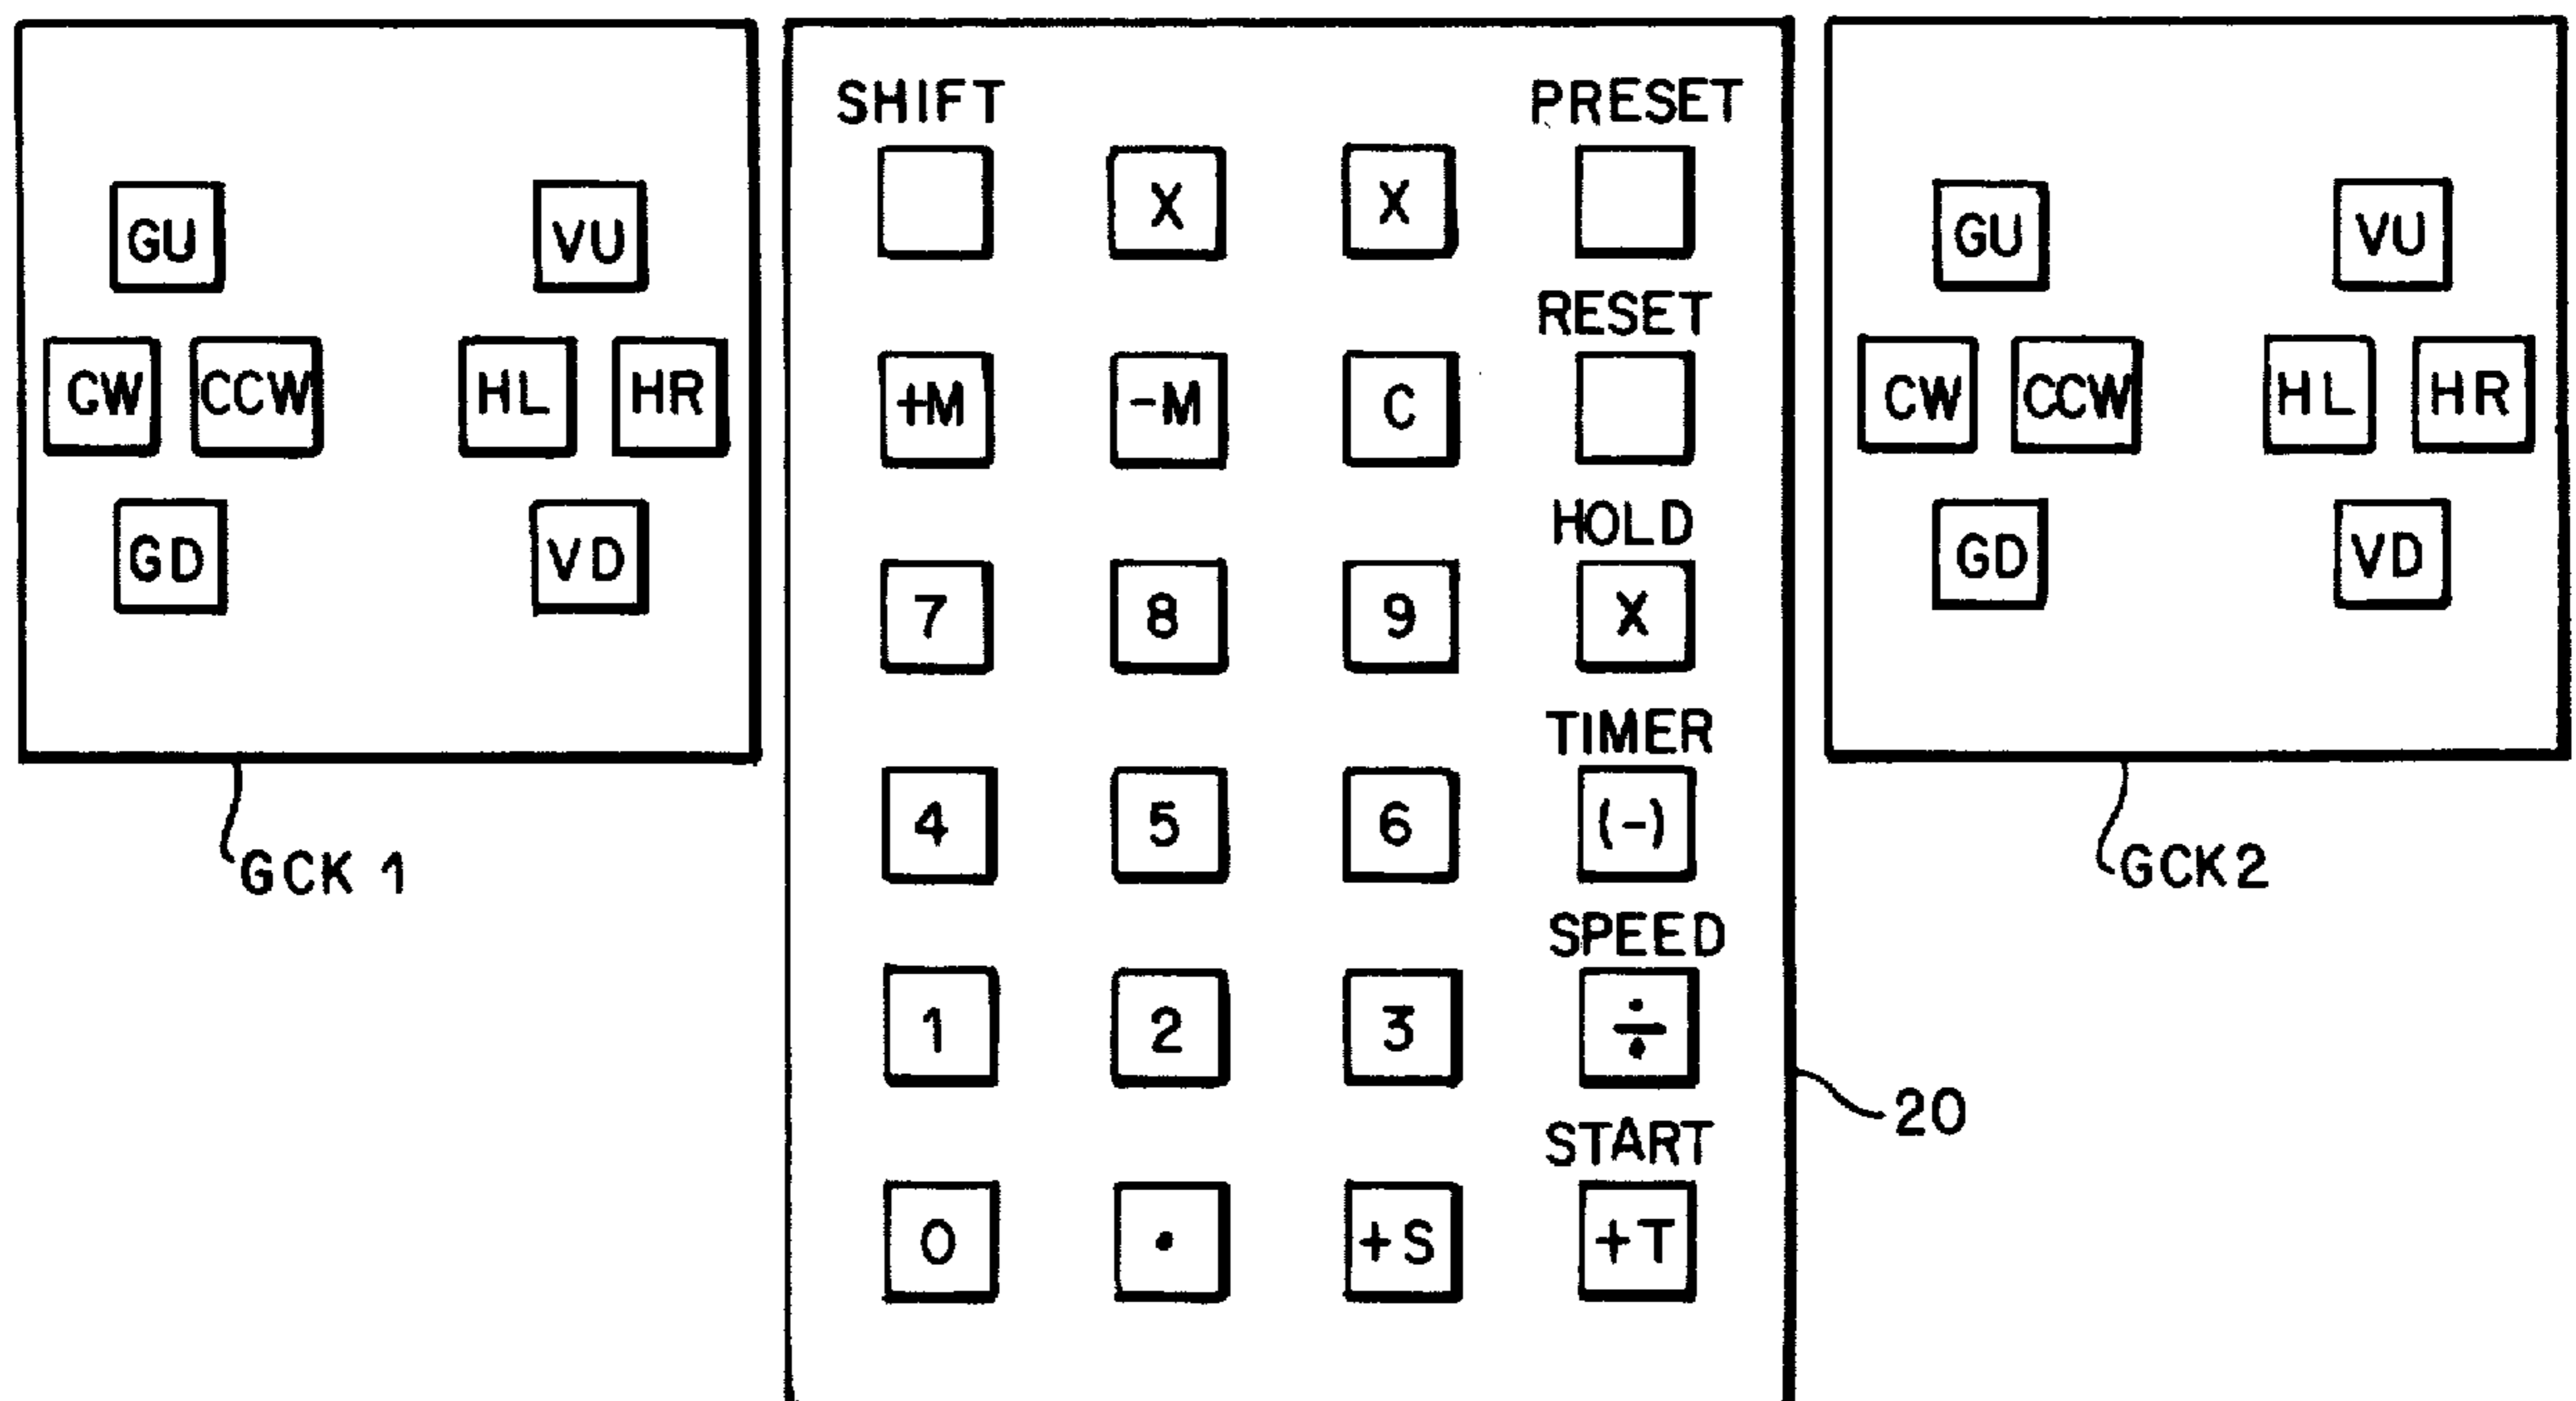 GU VU
CW CCW HL HR
GD VD
GCK 1
SHIFT PRESET
X X
RESET
+M -M C
HOLD
7 8 9 X
TIMER
4 5 6 (-)
SPEED
1 2 3 ÷
START
0 . +S +T
20
GU VU
CW CCW HL HR
GD VD
GCK2